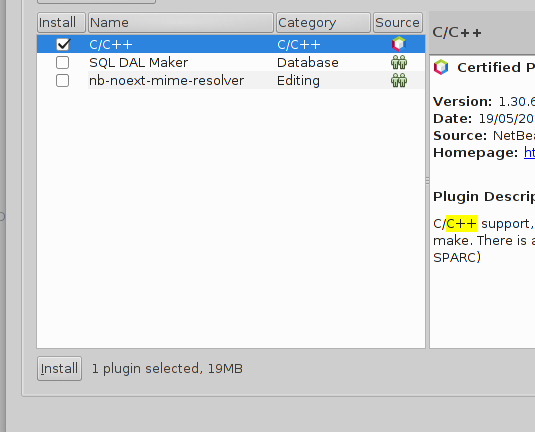 Install Name Category Source
C/C++ C/C++
SQL DAL Maker Database
nb-noext-mime-resolver Editing
Install 1 plugin selected, 19MB
C/C++
Certified P
Version: 1.30.6
Date: 19/05/20
Source: NetBea
Homepage: ht
Plugin Descrip
C/C++ support,
make. There is a
SPARC)